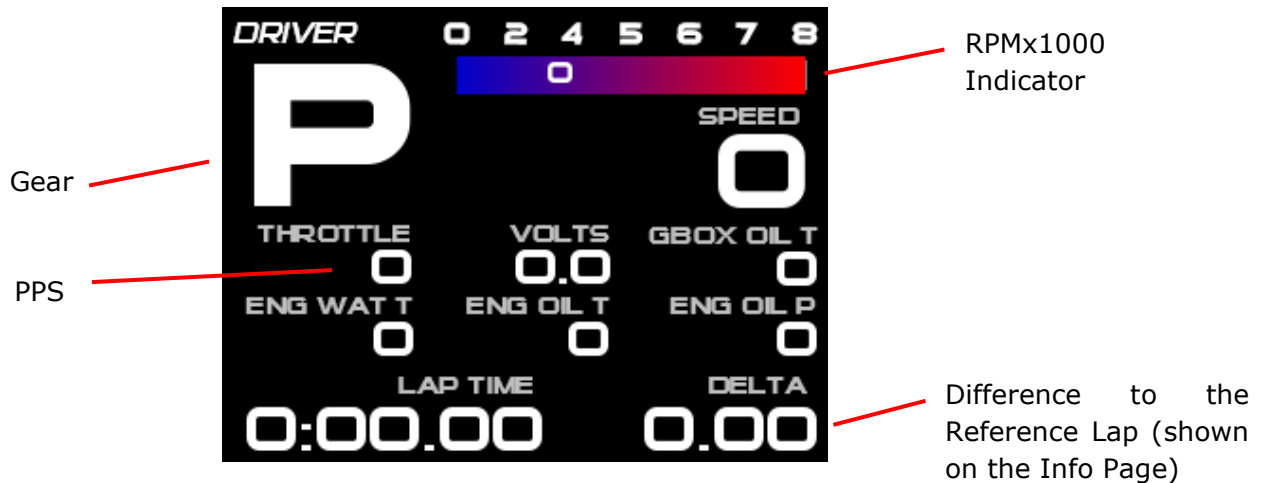 DRIVER 0 2 4 5 6 7 8
0
RPMx1000
Indicator
P
SPEED
0
Gear
THROTTLE VOLTS GBOX OIL T
0 0.0 0
PPS
ENG WAT T ENG OIL T ENG OIL P
0 0 0
LAP TIME DELTA
0:00.00 0.00
Difference to the
Reference Lap (shown
on the Info Page)